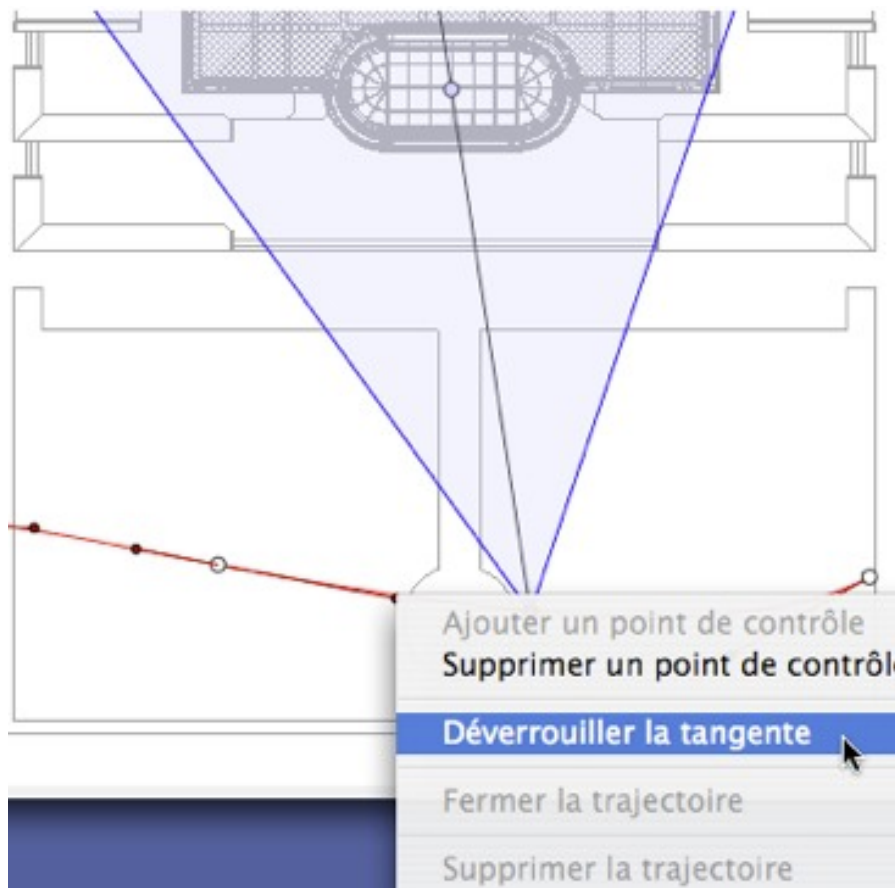 Ajouter un point de contrôle
Supprimer un point de contrôle
Déverrouiller la tangente
Fermer la trajectoire
Supprimer la trajectoire